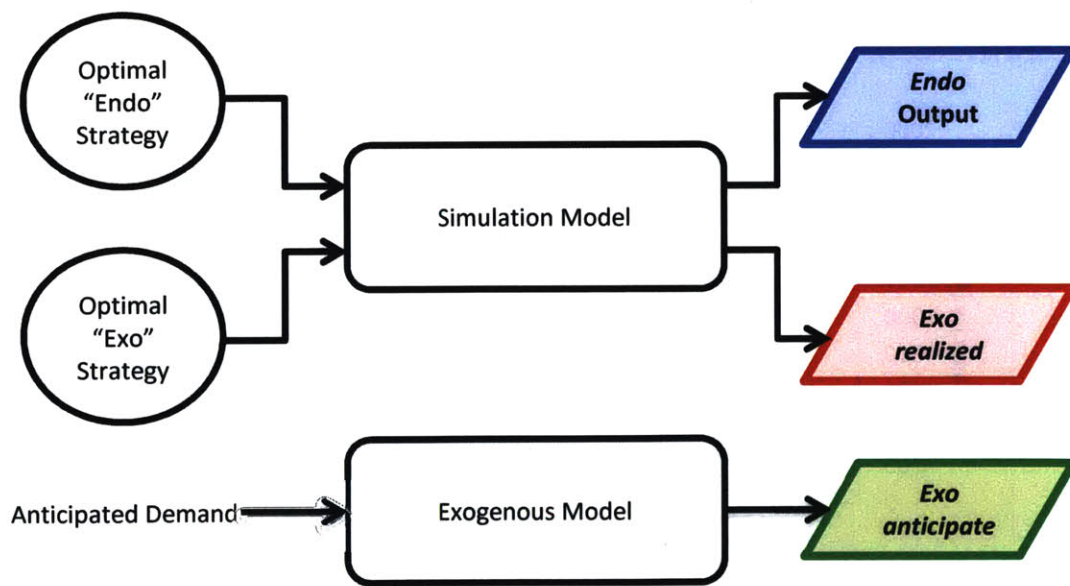 Optimal
“Endo”
Strategy
Endo
Output
Simulation Model
Optimal
“Exo”
Strategy
Exo
realized
Anticipated Demand
Exogenous Model
Exo
anticipate